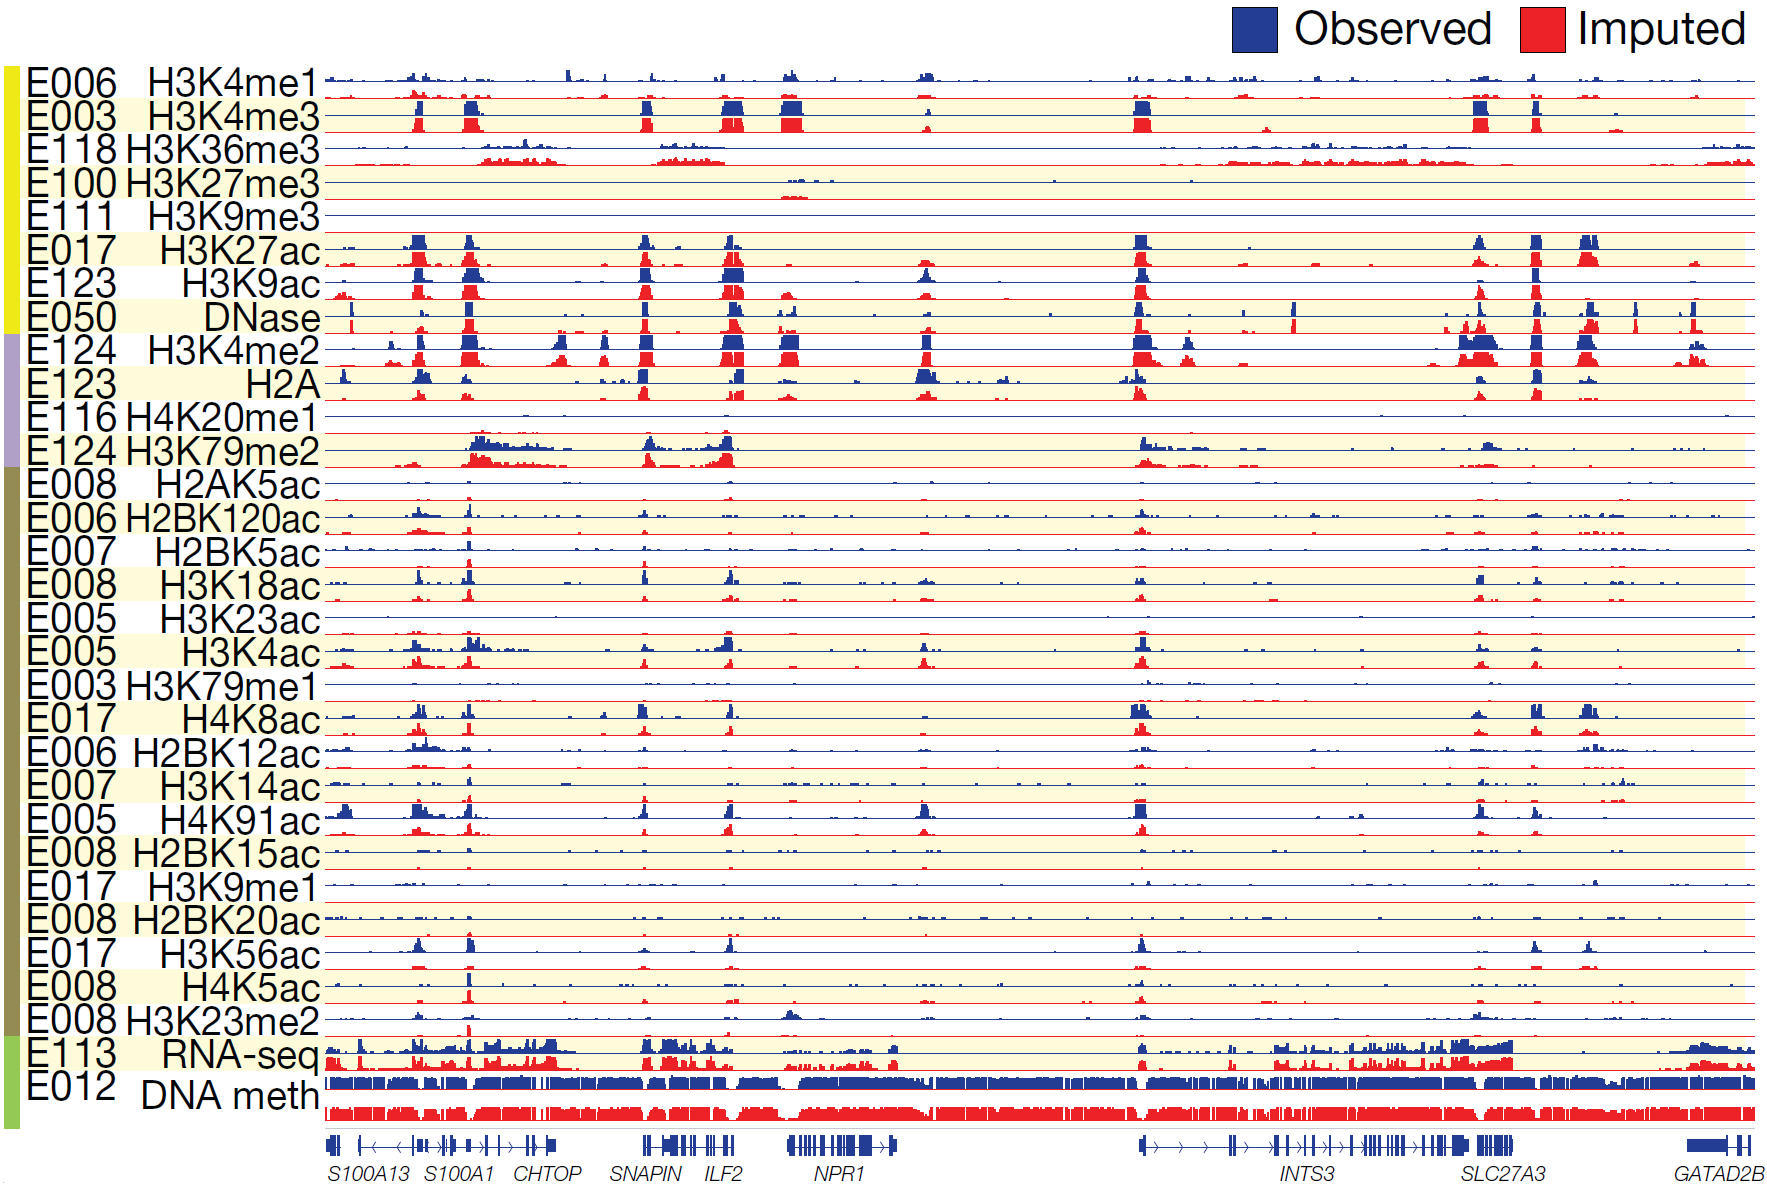 Observed Imputed
E006 H3K4me1
E003 H3K4me3
E118 H3K36me3
E100 H3K27me3
E111 H3K9me3
E017 H3K27ac
E123 H3K9ac
E050 DNase
E124 H3K4me2
E123 H2A
E116 H4K20me1
E124 H3K79me2
E008 H2AK5ac
E006 H2BK120ac
E007 H2BK5ac
E008 H3K18ac
E005 H3K23ac
E005 H3K4ac
E003 H3K79me1
E017 H4K8ac
E006 H2BK12ac
E007 H3K14ac
E005 H4K91ac
E008 H2BK15ac
E017 H3K9me1
E008 H2BK20ac
E017 H3K56ac
E008 H4K5ac
E008 H3K23me2
E113 RNA-seq
E012 DNA meth
S100A13 S100A1 CHTOP SNAPIN ILF2 NPR1 INTS3 SLC27A3 GATAD2B